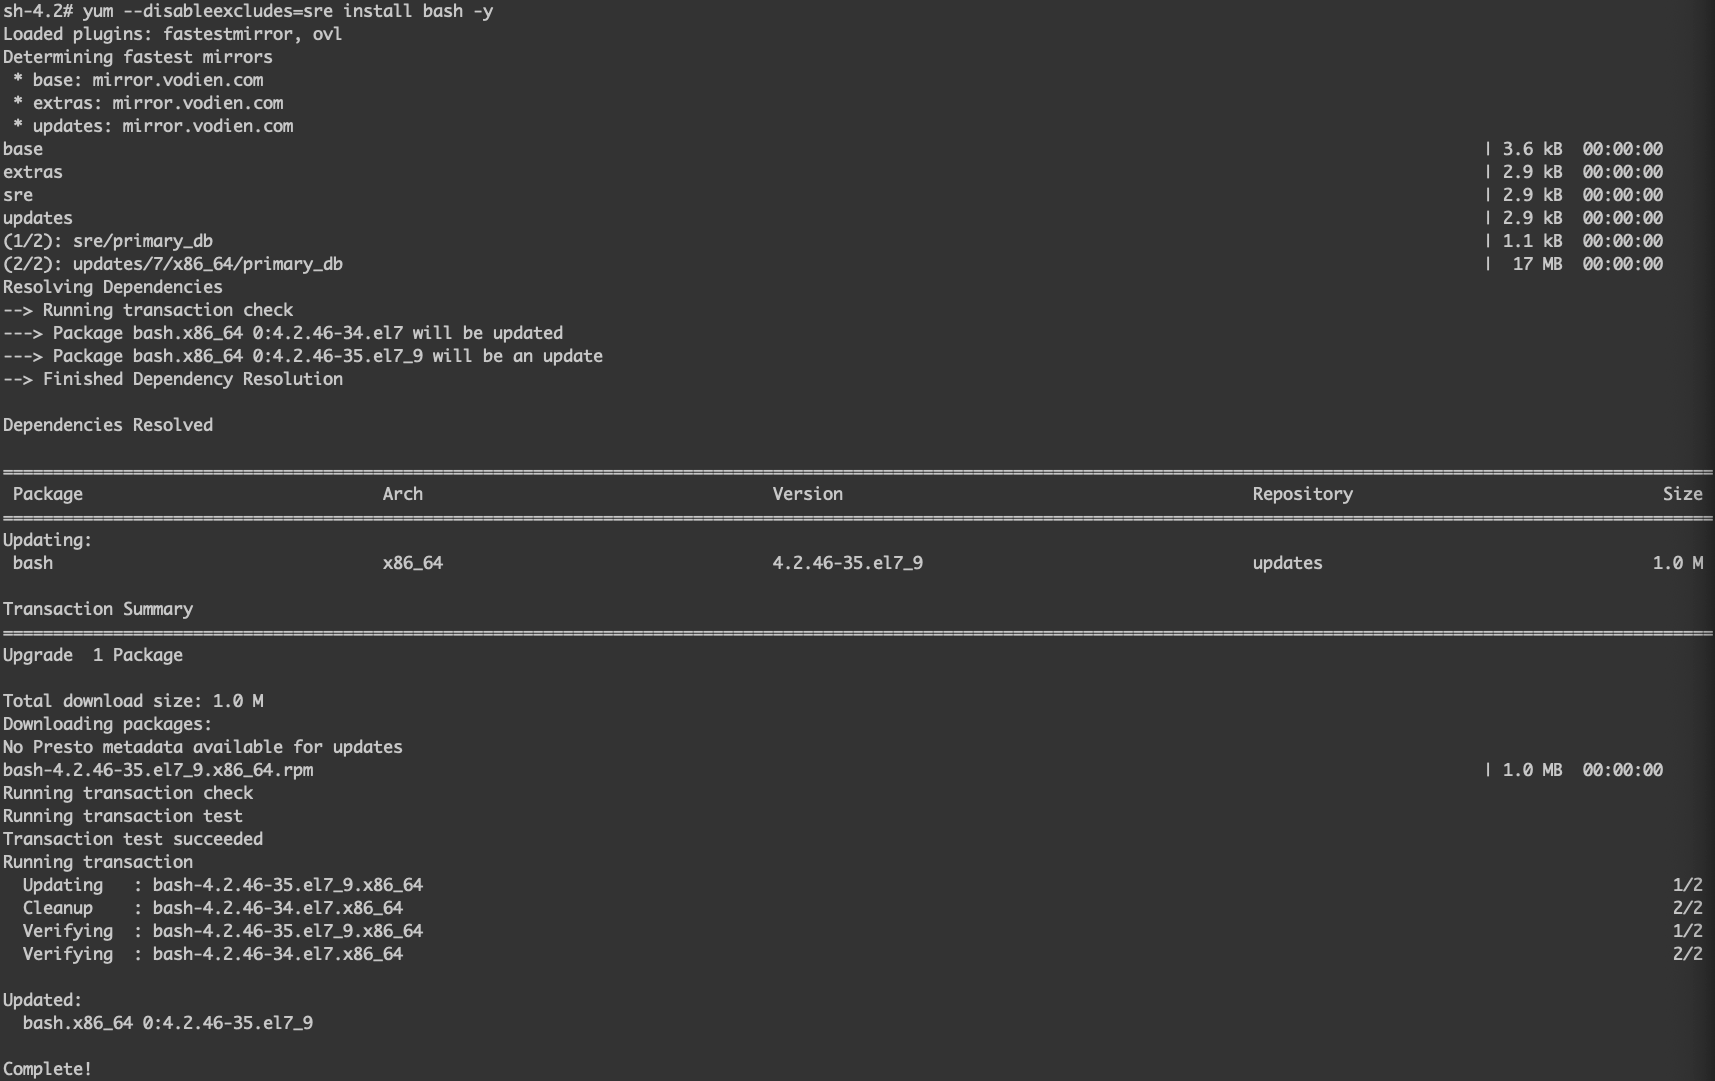 sh-4.2# yum --disableexcludes=sre install bash -y
Loaded plugins: fastestmirror, ovl
Determining fastest mirrors
 * base: mirror.vodien.com
 * extras: mirror.vodien.com
 * updates: mirror.vodien.com
base | 3.6 kB 00:00:00
extras | 2.9 kB 00:00:00
sre | 2.9 kB 00:00:00
updates | 2.9 kB 00:00:00
(1/2): sre/primary_db | 1.1 kB 00:00:00
(2/2): updates/7/x86_64/primary_db | 17 MB 00:00:00
Resolving Dependencies
--> Running transaction check
---> Package bash.x86_64 0:4.2.46-34.el7 will be updated
---> Package bash.x86_64 0:4.2.46-35.el7_9 will be an update
--> Finished Dependency Resolution

Dependencies Resolved

================================================================================
 Package Arch Version Repository Size
================================================================================
Updating:
 bash x86_64 4.2.46-35.el7_9 updates 1.0 M

Transaction Summary
================================================================================
Upgrade  1 Package

Total download size: 1.0 M
Downloading packages:
No Presto metadata available for updates
bash-4.2.46-35.el7_9.x86_64.rpm | 1.0 MB 00:00:00
Running transaction check
Running transaction test
Transaction test succeeded
Running transaction
  Updating   : bash-4.2.46-35.el7_9.x86_64 1/2
  Cleanup    : bash-4.2.46-34.el7.x86_64 2/2
  Verifying  : bash-4.2.46-35.el7_9.x86_64 1/2
  Verifying  : bash-4.2.46-34.el7.x86_64 2/2

Updated:
  bash.x86_64 0:4.2.46-35.el7_9

Complete!